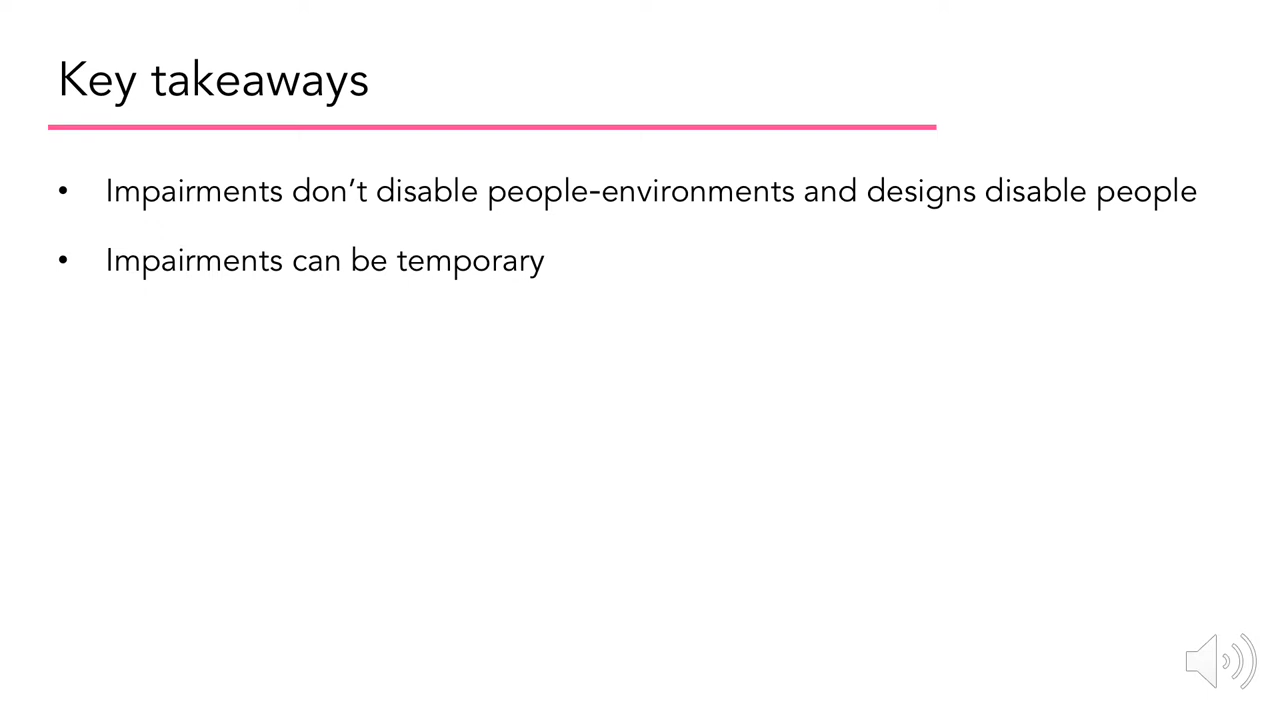 Key takeaways
• Impairments don’t disable people-environments and designs disable people
• Impairments can be temporary